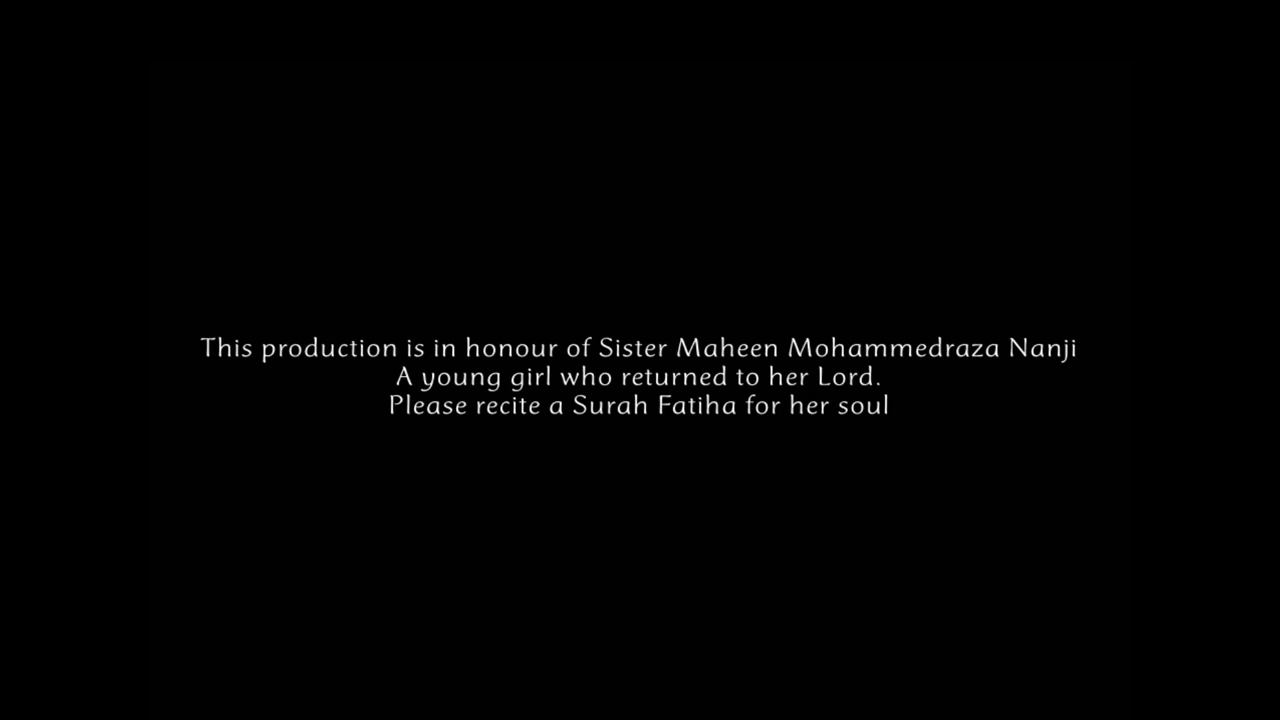 This production is in honour of Sister Maheen Mohammedraza Nanji
A young girl who returned to her Lord.
Please recite a Surah Fatiha for her soul